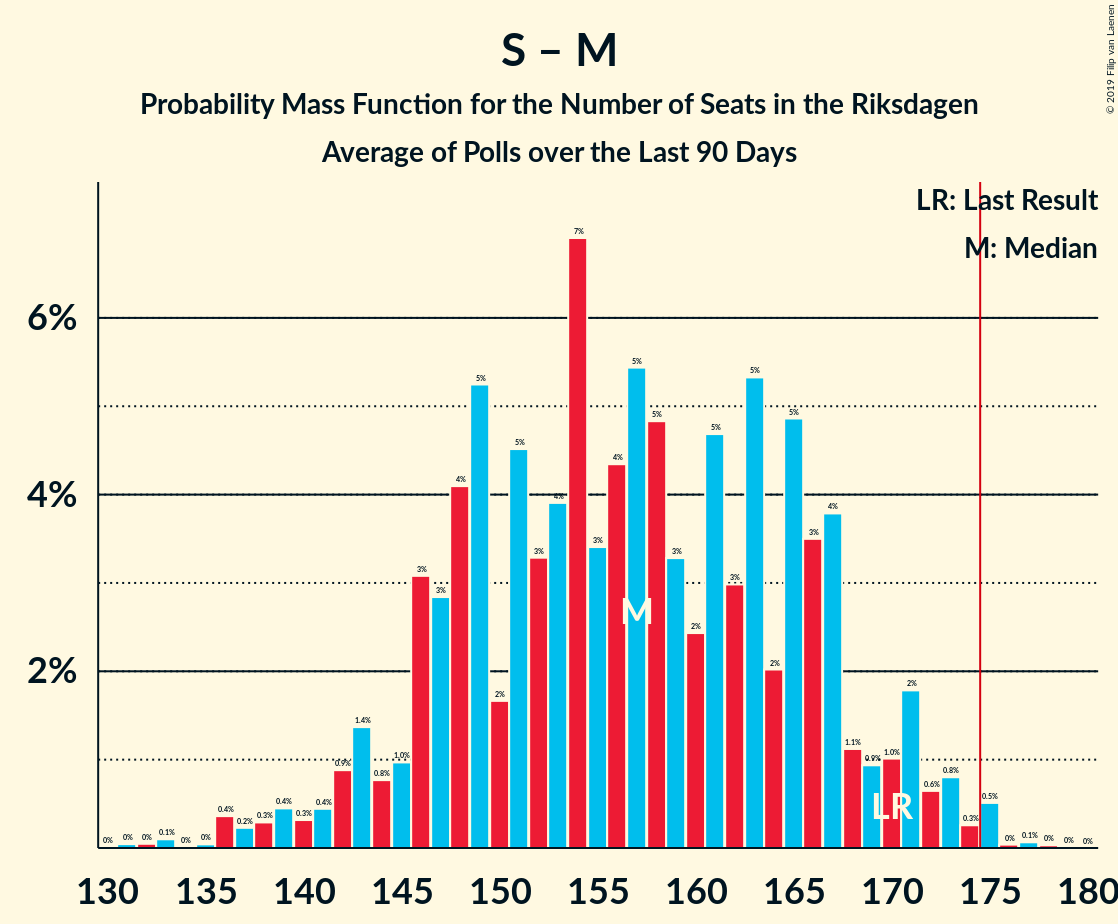 S – M
Probability Mass Function for the Number of Seats in the Riksdagen
Average of Polls over the Last 90 Days
© 2019 Filip van Laenen
LR: Last Result
M: Median
6%
4%
2%
0% 0% 0% 0.1% 0% 0% 0.4% 0.2% 0.3% 0.4% 0.3% 0.4% 0.9% 1.4% 0.8% 1.0% 3% 3% 4% 5% 2% 5% 3% 4% 7% 3% 4% 5% 5% 3% 2% 5% 3% 5% 2% 5% 3% 4% 1.1% 0.9% 1.0% 2% 0.6% 0.8% 0.3% 0.5% 0% 0.1% 0% 0% 0%
M
LR
130 135 140 145 150 155 160 165 170 175 180